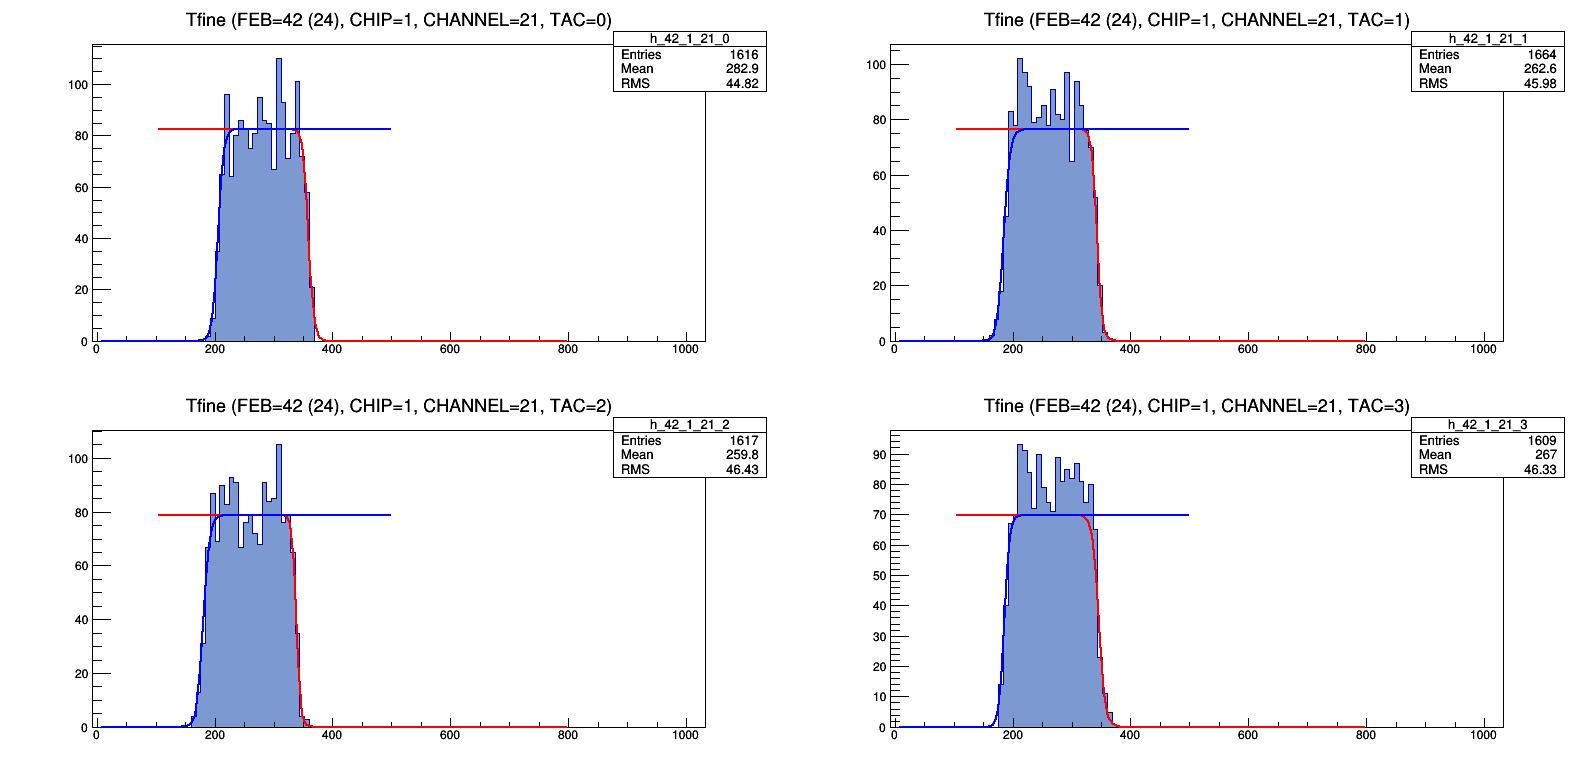 Tfine (FEB=42 (24), CHIP=1, CHANNEL=21, TAC=0)
h_42_1_21_0
Entries 1616
Mean 282.9
RMS 44.82
100
80
60
40
20
0
0 200 400 600 800 1000
Tfine (FEB=42 (24), CHIP=1, CHANNEL=21, TAC=1)
h_42_1_21_1
Entries 1664
Mean 262.6
RMS 45.98
100
80
60
40
20
0
0 200 400 600 800 1000
Tfine (FEB=42 (24), CHIP=1, CHANNEL=21, TAC=2)
h_42_1_21_2
Entries 1617
Mean 259.8
RMS 46.43
100
80
60
40
20
0
0 200 400 600 800 1000
Tfine (FEB=42 (24), CHIP=1, CHANNEL=21, TAC=3)
h_42_1_21_3
Entries 1609
Mean 267
RMS 46.33
90
80
70
60
50
40
30
20
10
0
0 200 400 600 800 1000